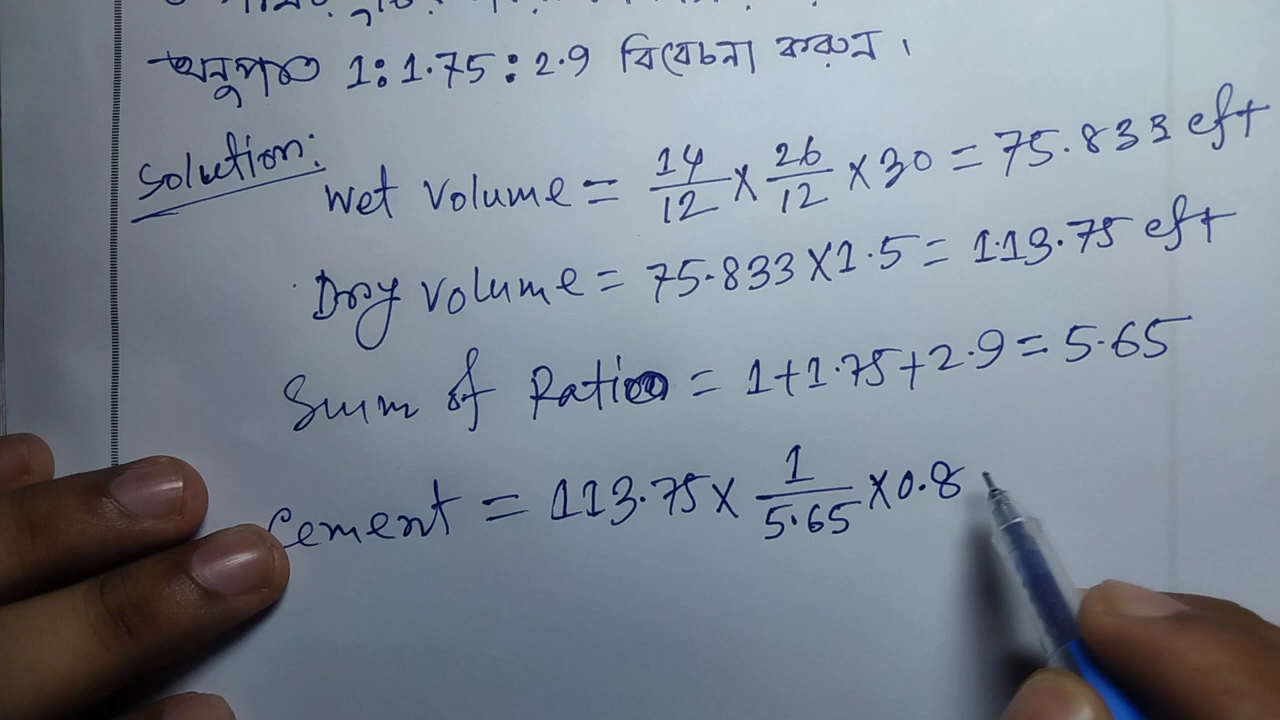 অনুপাত 1:1.75:2.9 বিবেচনা করুন।
Solution:
Wet volume = 14/12 × 26/12 × 30 = 75.833 cft
Dry volume = 75.833 × 1.5 = 113.75 cft
Sum of Ratio = 1+1.75+2.9 = 5.65
Cement = 113.75 × 1/5.65 × 0.8